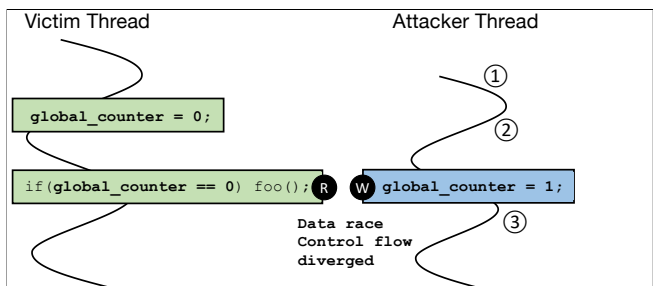 Victim Thread
Attacker Thread
①
global_counter = 0;
②
if(global_counter == 0) foo();
R
W
global_counter = 1;
Data race
Control flow
diverged
③